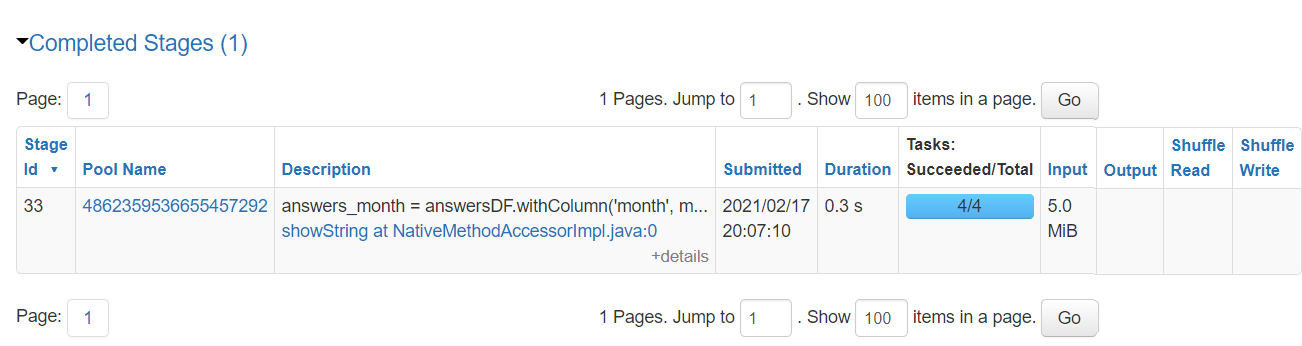 Completed Stages (1)
Page: 1 1 Pages. Jump to 1 . Show 100 items in a page. Go
Stage Id Pool Name Description Submitted Duration Tasks: Succeeded/Total Input Output Shuffle Read Shuffle Write
33 4862359536655457292 answers_month = answersDF.withColumn('month', m... 2021/02/17 0.3 s 4/4 5.0
showString at NativeMethodAccessorImpl.java:0 20:07:10 MiB
+details
Page: 1 1 Pages. Jump to 1 . Show 100 items in a page. Go